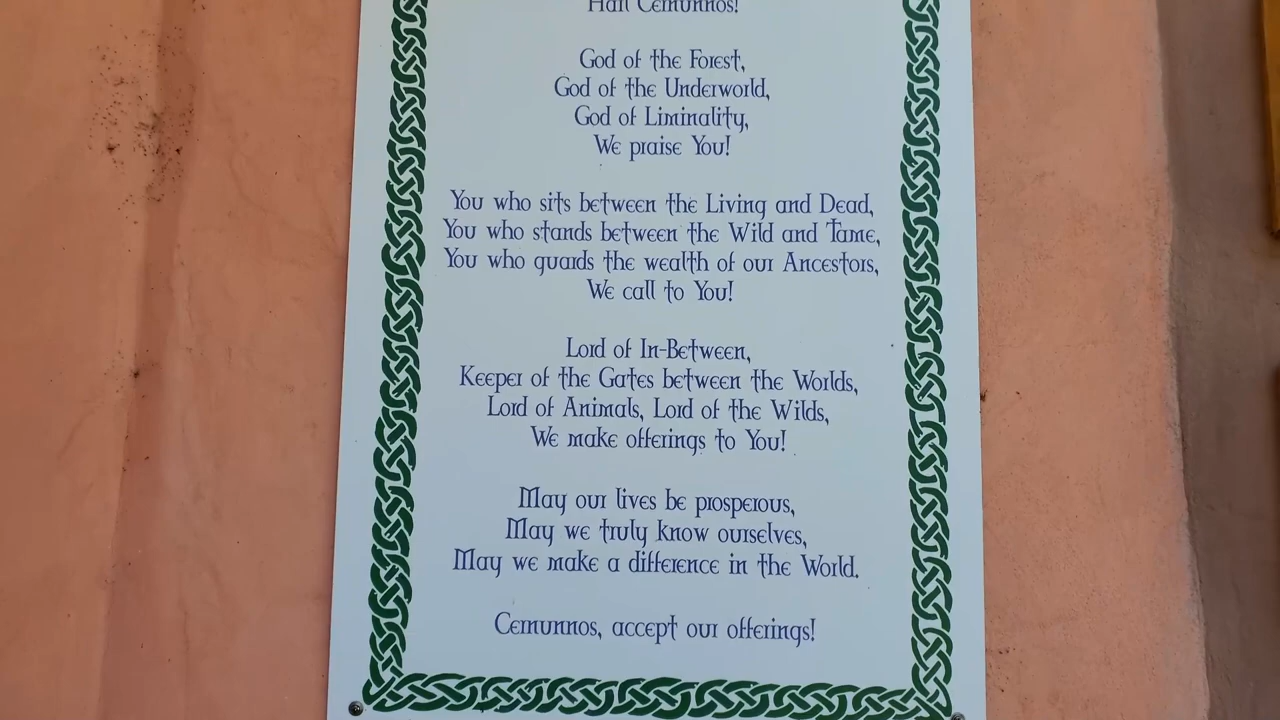 Hail Cernunnos!
God of the Forest,
God of the Underworld,
God of Liminality,
We praise You!
You who sits between the Living and Dead,
You who stands between the Wild and Tame,
You who guards the wealth of our Ancestors,
We call to You!
Lord of In-Between,
Keeper of the Gates between the Worlds,
Lord of Animals, Lord of the Wilds,
We make offerings to You!
May our lives be prosperous,
May we truly know ourselves,
May we make a difference in the World.
Cernunnos, accept our offerings!